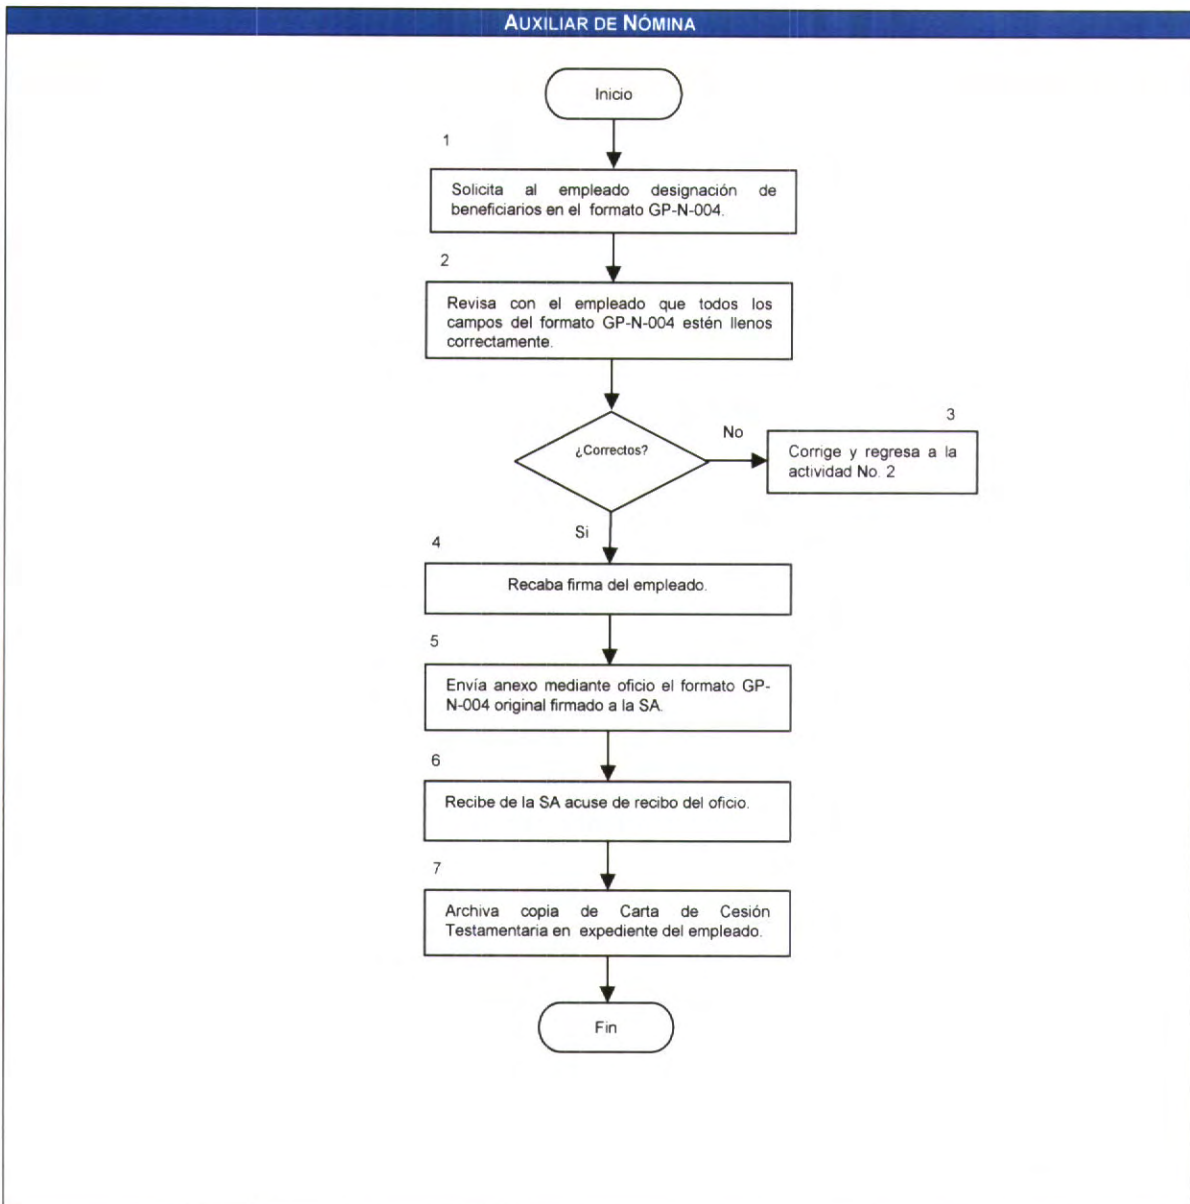 AUXILIAR DE NÓMINA
Inicio
1
Solicita al empleado designación de
beneficiarios en el formato GP-N-004.
2
Revisa con el empleado que todos los
campos del formato GP-N-004 estén llenos
correctamente.
¿Correctos?
No
3
Corrige y regresa a la
actividad No. 2
Si
4
Recaba firma del empleado.
5
Envía anexo mediante oficio el formato GP-
N-004 original firmado a la SA.
6
Recibe de la SA acuse de recibo del oficio.
7
Archiva copia de Carta de Cesión
Testamentaria en expediente del empleado.
Fin